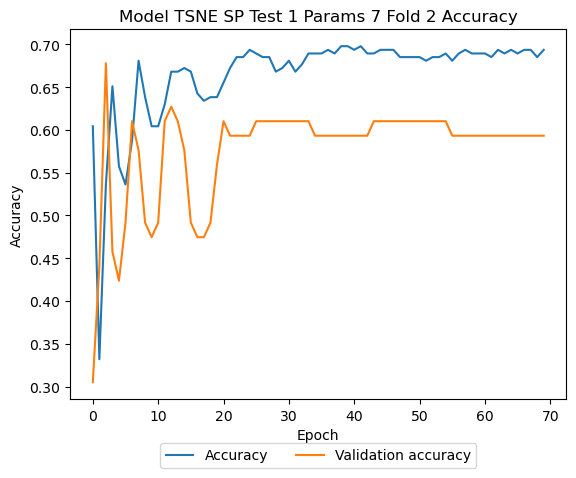 Model TSNE SP Test 1 Params 7 Fold 2 Accuracy
0.70
0.65
0.60
0.55
0.50
0.45
0.40
0.35
0.30
Accuracy
0 10 20 30 40 50 60 70
Epoch
Accuracy Validation accuracy